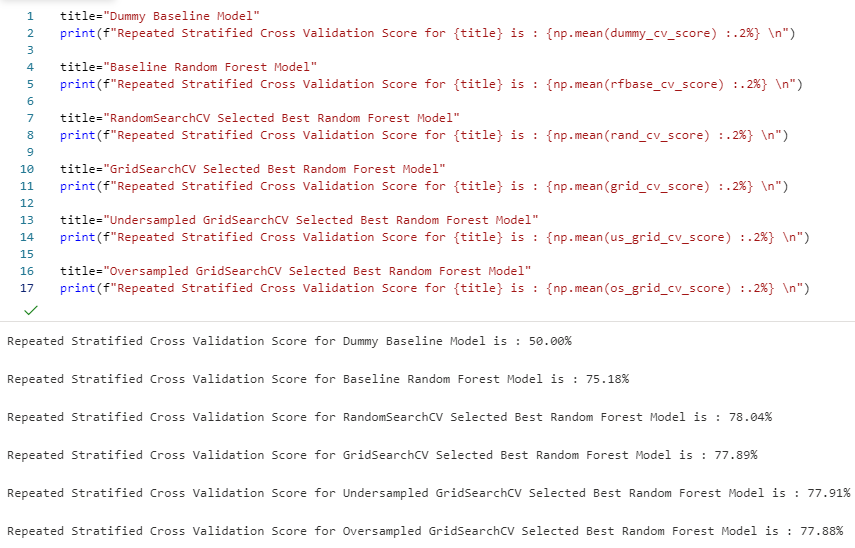 1 title="Dummy Baseline Model"
2 print(f"Repeated Stratified Cross Validation Score for {title} is : {np.mean(dummy_cv_score) :.2%} \n")
3
4 title="Baseline Random Forest Model"
5 print(f"Repeated Stratified Cross Validation Score for {title} is : {np.mean(rfbase_cv_score) :.2%} \n")
6
7 title="RandomSearchCV Selected Best Random Forest Model"
8 print(f"Repeated Stratified Cross Validation Score for {title} is : {np.mean(rand_cv_score) :.2%} \n")
9
10 title="GridSearchCV Selected Best Random Forest Model"
11 print(f"Repeated Stratified Cross Validation Score for {title} is : {np.mean(grid_cv_score) :.2%} \n")
12
13 title="Undersampled GridSearchCV Selected Best Random Forest Model"
14 print(f"Repeated Stratified Cross Validation Score for {title} is : {np.mean(us_grid_cv_score) :.2%} \n")
15
16 title="Oversampled GridSearchCV Selected Best Random Forest Model"
17 print(f"Repeated Stratified Cross Validation Score for {title} is : {np.mean(os_grid_cv_score) :.2%} \n")
Repeated Stratified Cross Validation Score for Dummy Baseline Model is : 50.00%
Repeated Stratified Cross Validation Score for Baseline Random Forest Model is : 75.18%
Repeated Stratified Cross Validation Score for RandomSearchCV Selected Best Random Forest Model is : 78.04%
Repeated Stratified Cross Validation Score for GridSearchCV Selected Best Random Forest Model is : 77.89%
Repeated Stratified Cross Validation Score for Undersampled GridSearchCV Selected Best Random Forest Model is : 77.91%
Repeated Stratified Cross Validation Score for Oversampled GridSearchCV Selected Best Random Forest Model is : 77.88%